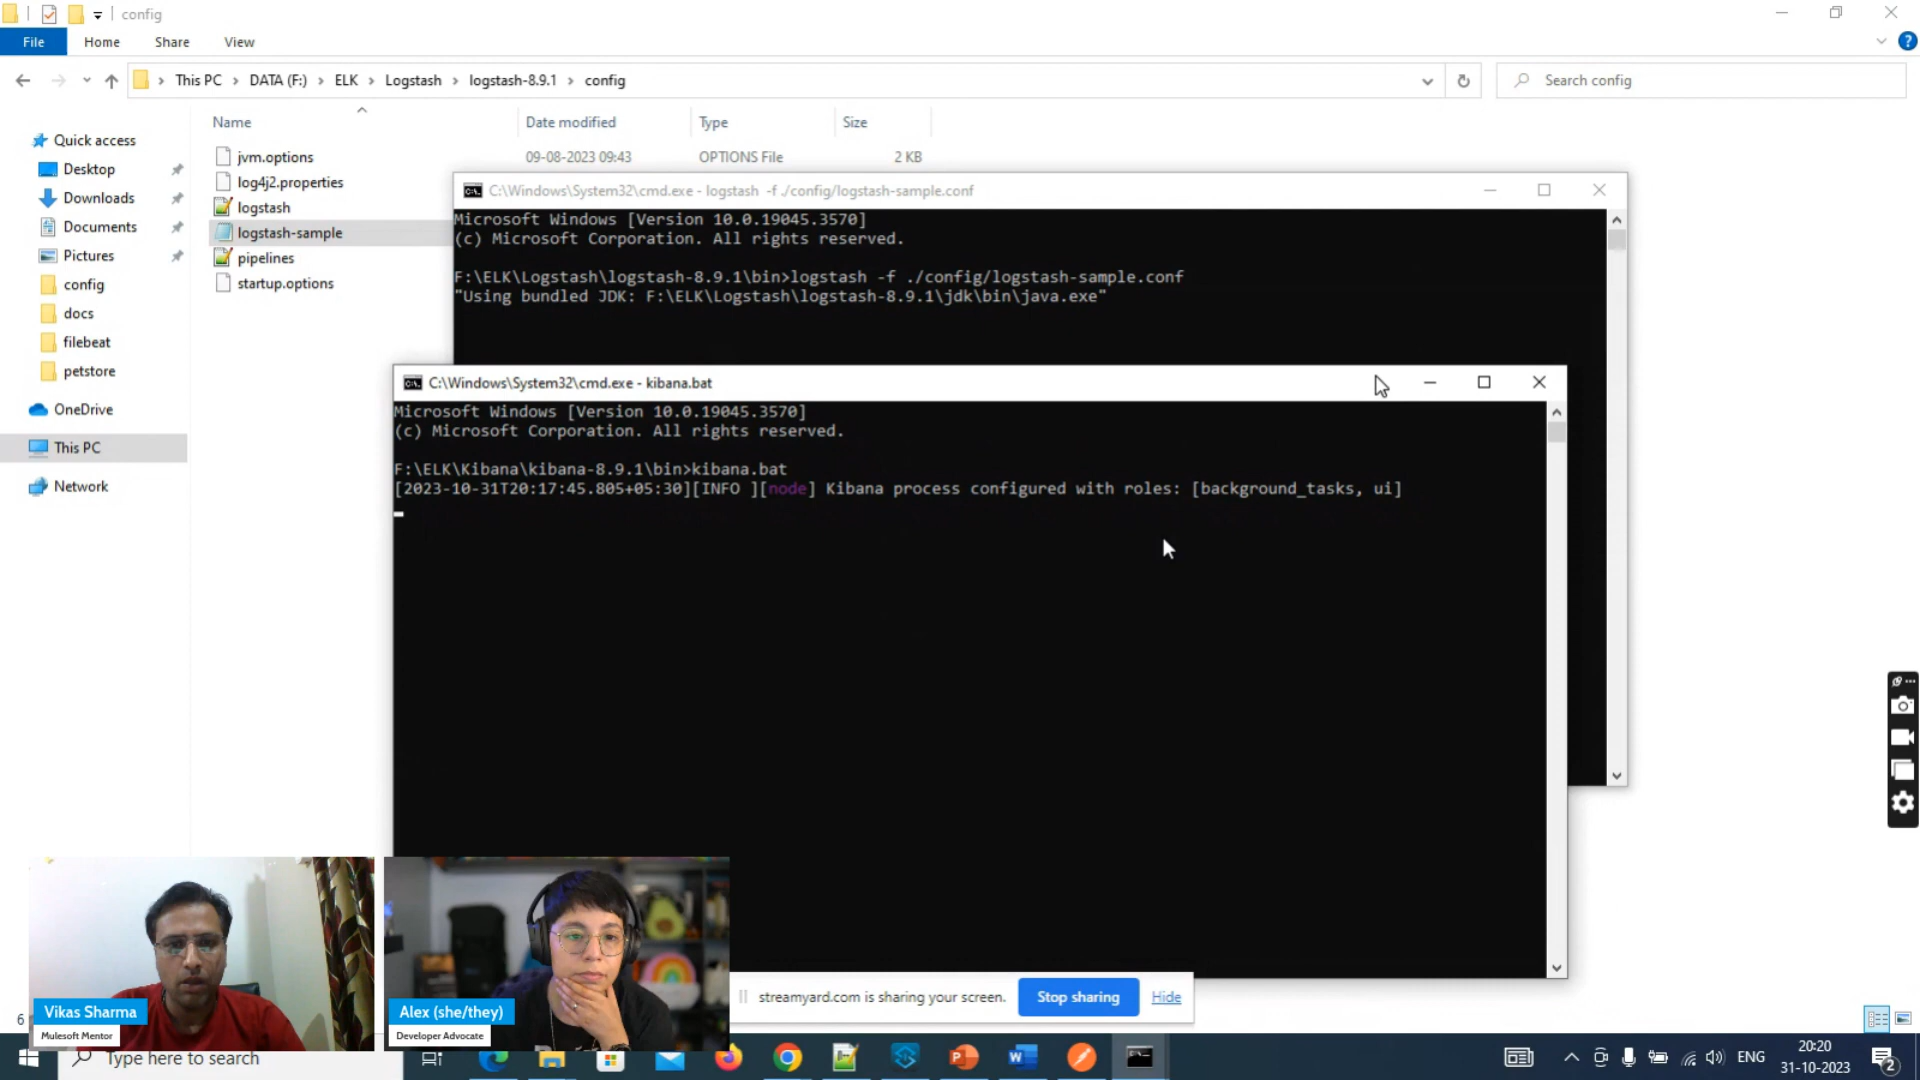 config
File Home Share View
This PC DATA (F:) ELK Logstash logstash-8.9.1 config
Search config
Name Date modified Type Size
Quick access
Desktop
Downloads
Documents
Pictures
config
docs
filebeat
petstore
OneDrive
This PC
Network
jvm.options 09-08-2023 09:43 OPTIONS File 2 KB
log4j2.properties
logstash
logstash-sample
pipelines
startup.options
C:\Windows\System32\cmd.exe - logstash -f ./config/logstash-sample.conf
Microsoft Windows [Version 10.0.19045.3570]
(c) Microsoft Corporation. All rights reserved.
F:\ELK\Logstash\logstash-8.9.1\bin>logstash -f ./config/logstash-sample.conf
"Using bundled JDK: F:\ELK\Logstash\logstash-8.9.1\jdk\bin\java.exe"
C:\Windows\System32\cmd.exe - kibana.bat
Microsoft Windows [Version 10.0.19045.3570]
(c) Microsoft Corporation. All rights reserved.
F:\ELK\Kibana\kibana-8.9.1\bin>kibana.bat
[2023-10-31T20:17:45.805+05:30][INFO ][node] Kibana process configured with roles: [background_tasks, ui]
6
Vikas Sharma
Mulesoft Mentor
Alex (she/they)
Developer Advocate
streamyard.com is sharing your screen. Stop sharing Hide
Type here to search
ENG
20:20
31-10-2023
2